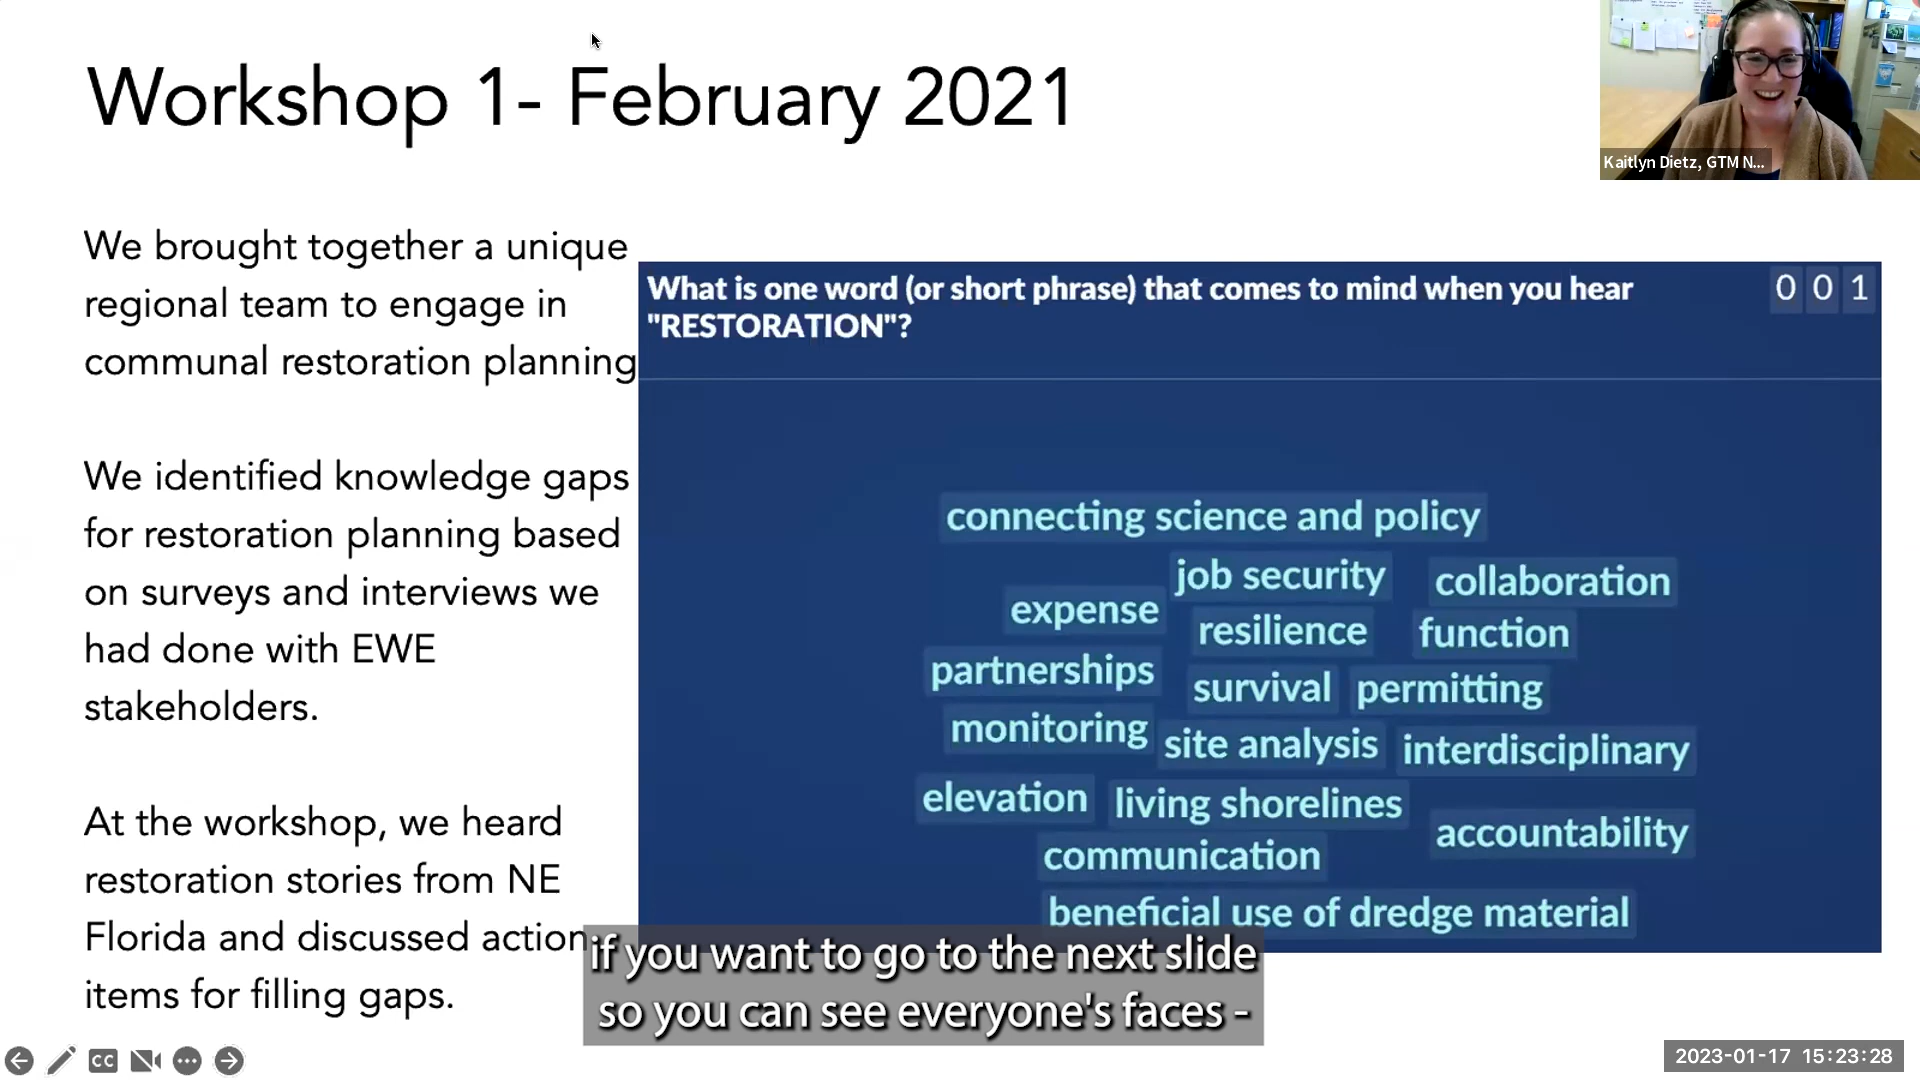 Workshop 1- February 2021
Kaitlyn Dietz, GTM N...
We brought together a unique
regional team to engage in
communal restoration planning
We identified knowledge gaps
for restoration planning based
on surveys and interviews we
had done with EWE
stakeholders.
At the workshop, we heard
restoration stories from NE
Florida and discussed action
items for filling gaps.
What is one word (or short phrase) that comes to mind when you hear
"RESTORATION"?
0 0 1
connecting science and policy
job security
collaboration
expense
resilience
function
partnerships
survival
permitting
monitoring
site analysis
interdisciplinary
elevation
living shorelines
accountability
communication
beneficial use of dredge material
if you want to go to the next slide
so you can see everyone's faces -
CC
2023-01-17 15:23:28